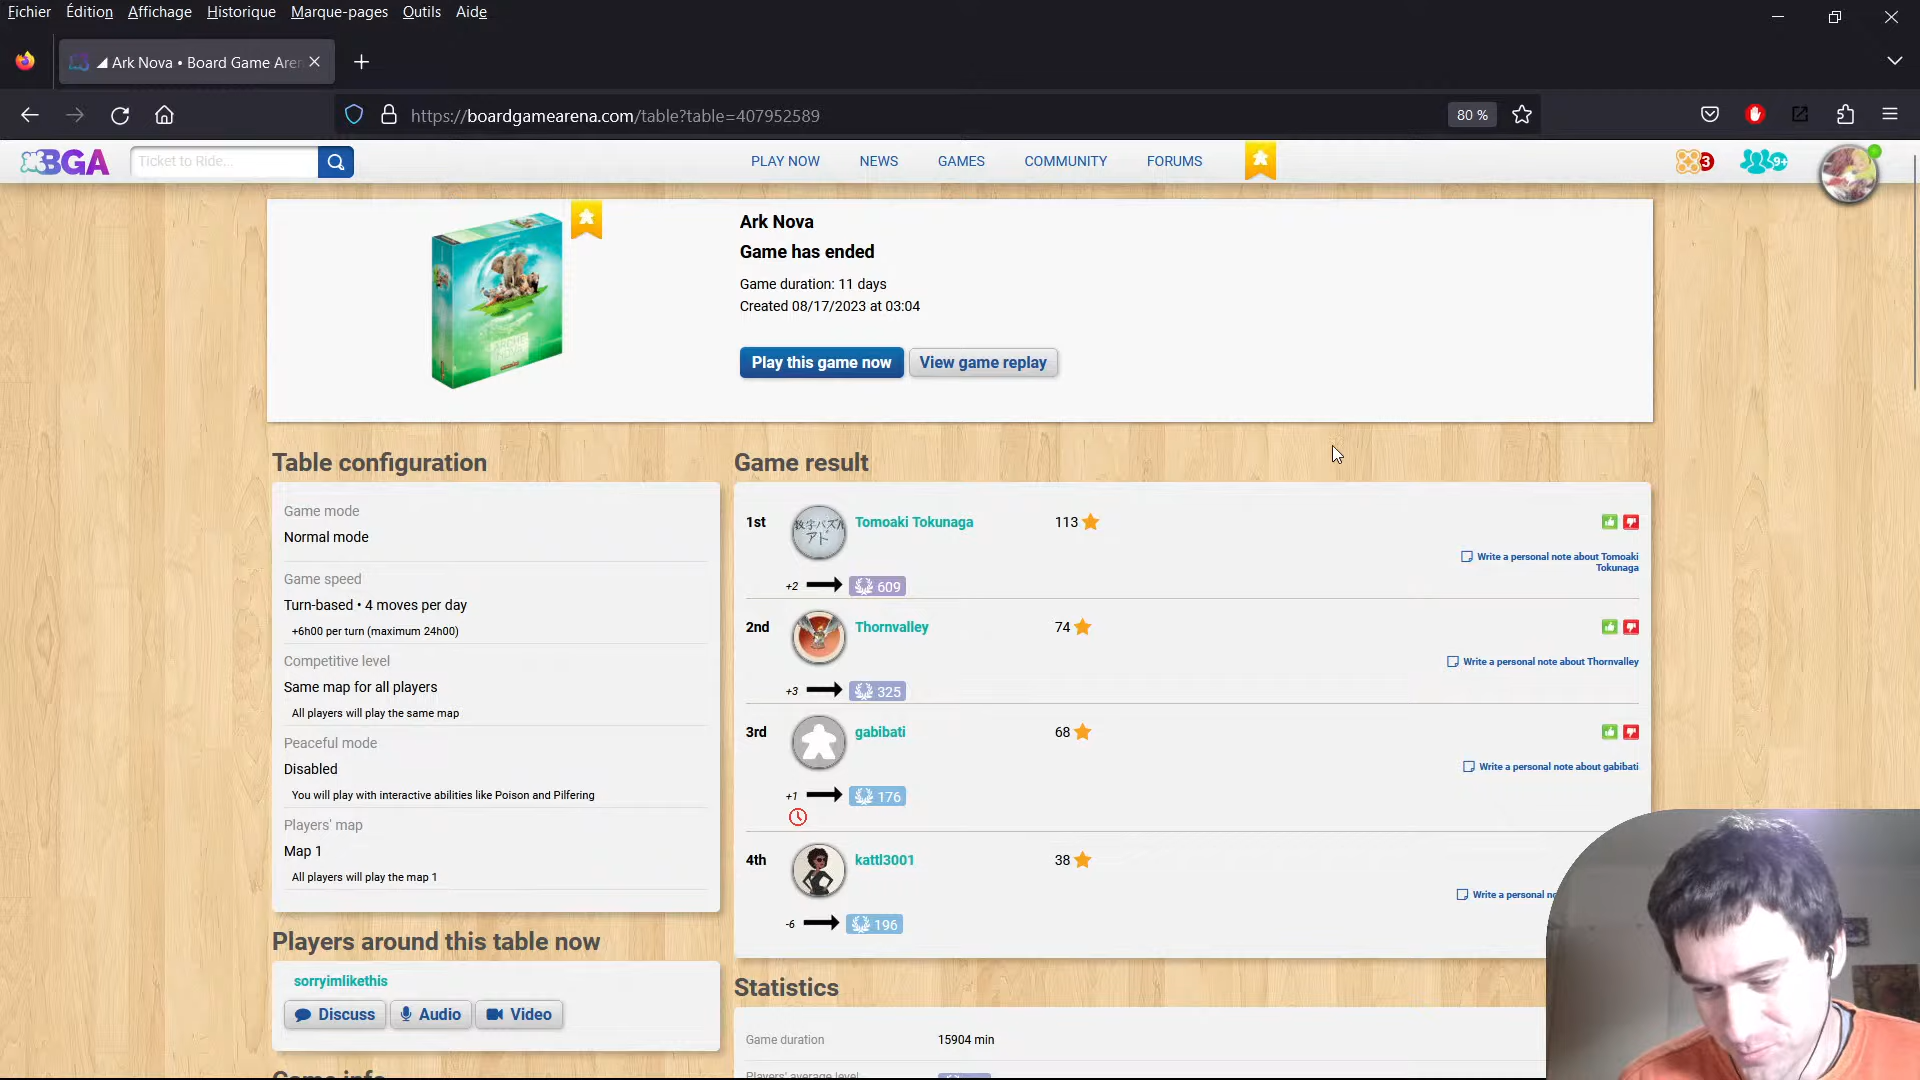 Fichier Édition Affichage Historique Marque-pages Outils Aide
Ark Nova • Board Game Aren
https://boardgamearena.com/table?table=407952589
80 %
BGA
Ticket to Ride...
PLAY NOW NEWS GAMES COMMUNITY FORUMS
3
9+
Ark Nova
Game has ended
Game duration: 11 days
Created 08/17/2023 at 03:04
Play this game now
View game replay
Table configuration
Game mode
Normal mode
Game speed
Turn-based • 4 moves per day
+6h00 per turn (maximum 24h00)
Competitive level
Same map for all players
All players will play the same map
Peaceful mode
Disabled
You will play with interactive abilities like Poison and Pilfering
Players' map
Map 1
All players will play the map 1
Players around this table now
sorryimlikethis
Discuss
Audio
Video
Game info
Game result
1st Tomoaki Tokunaga 113
Write a personal note about Tomoaki
Tokunaga
+2 609
2nd Thornvalley 74
Write a personal note about Thornvalley
+3 325
3rd gabibati 68
Write a personal note about gabibati
+1 176
4th kattl3001 38
Write a personal no
-6 196
Statistics
Game duration 15904 min
Players' average level